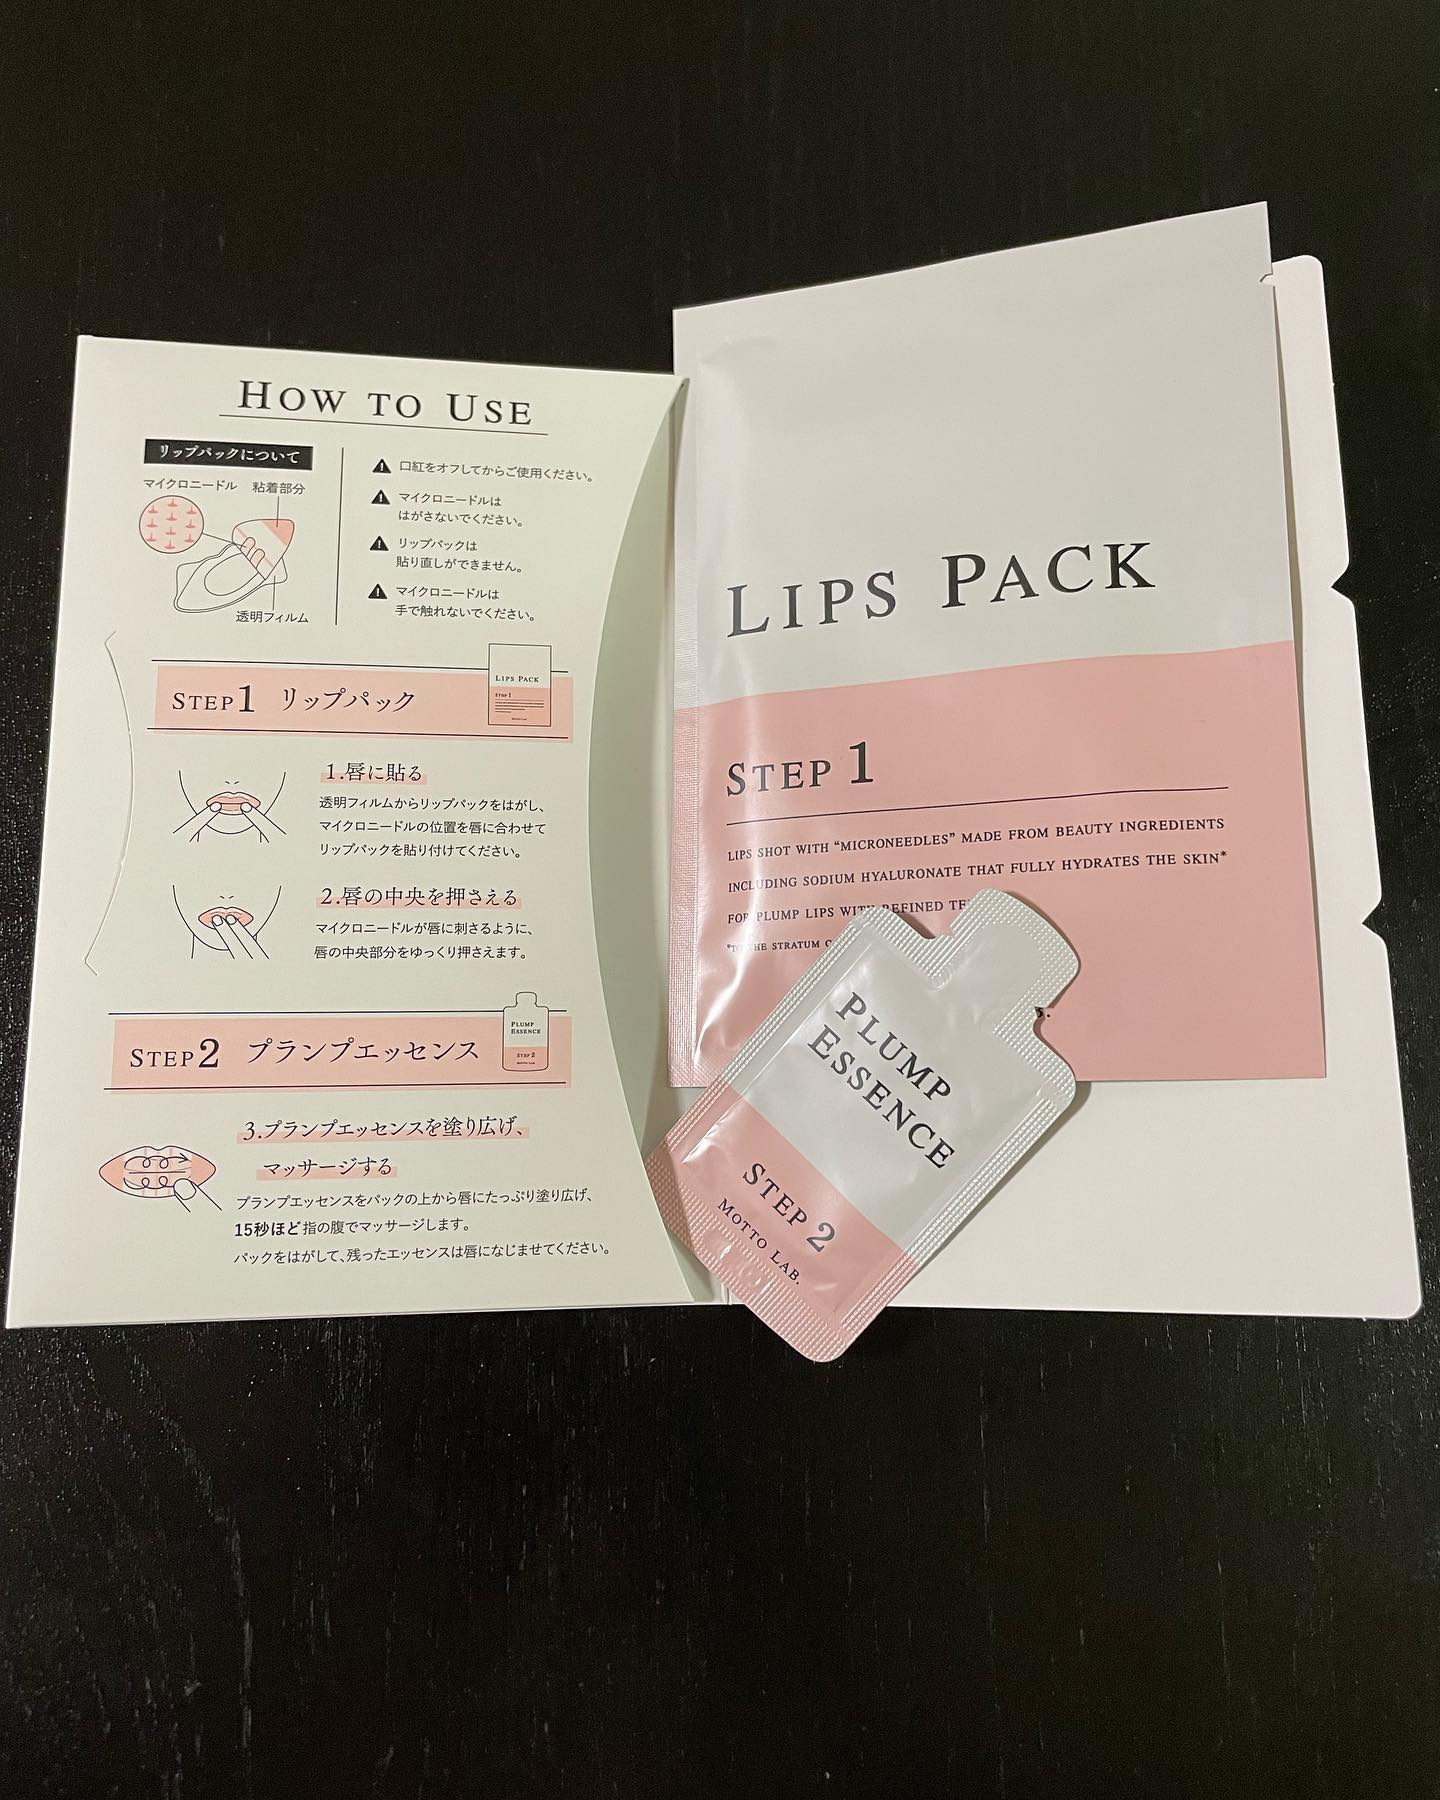 HOW TO USE
リップパックについて
マイクロニードル 粘着部分
透明フィルム
口紅をオフしてからご使用ください。
マイクロニードルは
はがさないでください。
リップパックは
貼り直しができません。
マイクロニードルは
手で触れないでください。
STEP1 リップパック
LIPS PACK
STEP 1
1.唇に貼る
透明フィルムからリップパックをはがし、
マイクロニードルの位置を唇に合わせて
リップパックを貼り付けてください。
2.唇の中央を押さえる
マイクロニードルが唇に刺さるように、
唇の中央部分をゆっくり押さえます。
STEP2 プランプエッセンス
PLUMP
ESSENCE
STEP 2
3.プランプエッセンスを塗り広げ、
マッサージする
プランプエッセンスをパックの上から唇にたっぷり塗り広げ、
15秒ほど指の腹でマッサージします。
パックをはがして、残ったエッセンスは唇になじませてください。
LIPS PACK
STEP 1
LIPS SHOT WITH “MICRONEEDLES” MADE FROM BEAUTY INGREDIENTS
INCLUDING SODIUM HYALURONATE THAT FULLY HYDRATES THE SKIN*
FOR PLUMP LIPS WITH REFINED
*TO THE STRATUM
PLUMP
ESSENCE
STEP 2
MOTTO LAB.